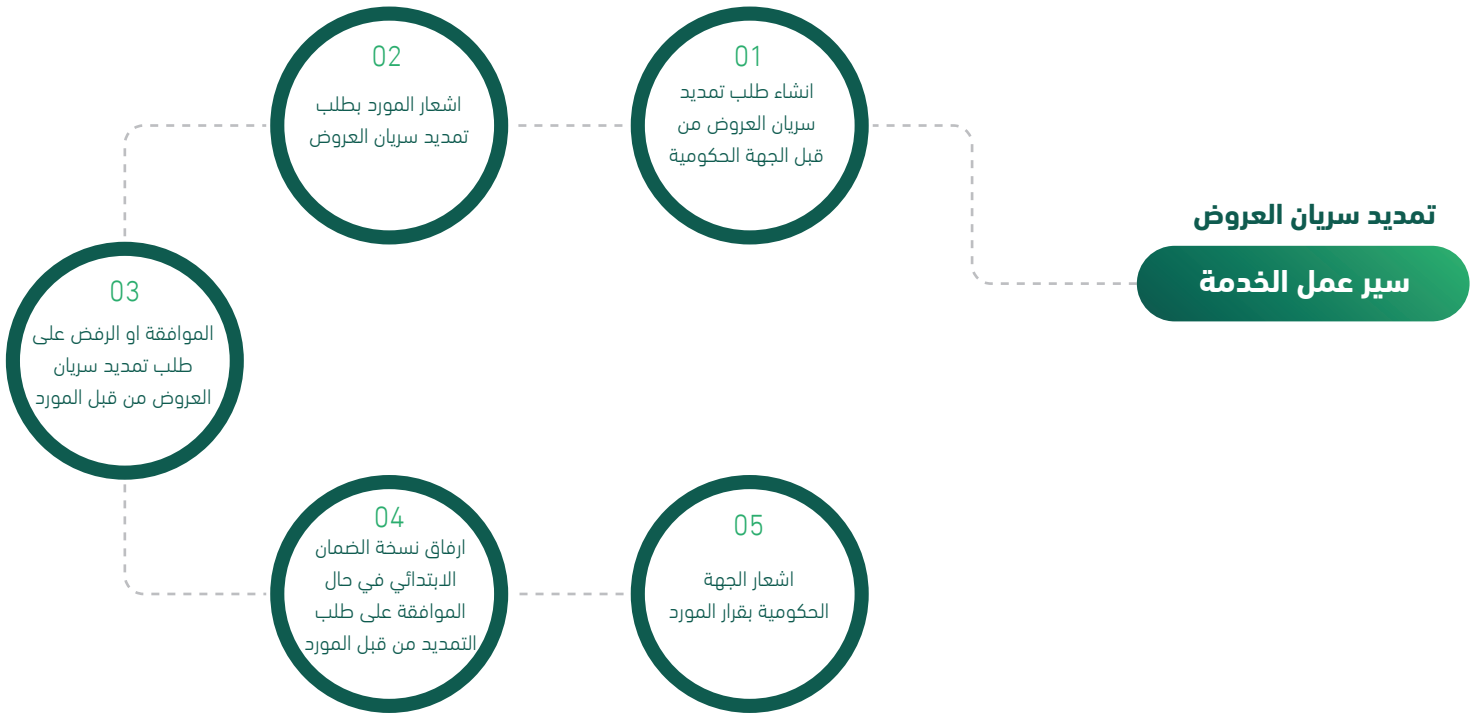 تمديد سريان العروض
سير عمل الخدمة
01
انشاء طلب تمديد
سريان العروض من
قبل الجهة الحكومية
02
اشعار المورد بطلب
تمديد سريان العروض
03
الموافقة او الرفض على
طلب تمديد سريان
العروض من قبل المورد
04
ارفاق نسخة الضمان
الابتدائي في حال
الموافقة على طلب
التمديد من قبل المورد
05
اشعار الجهة
الحكومية بقرار المورد